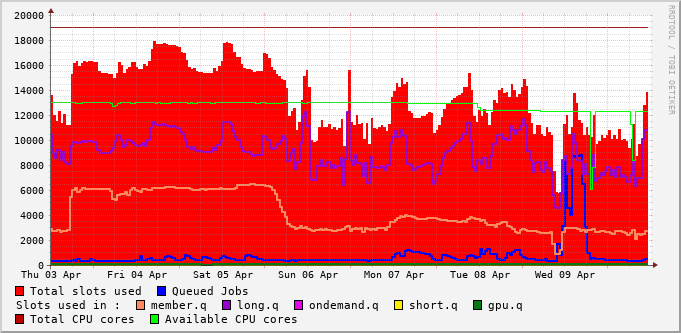 RRDTOOL / TOBI OETIKER
20000
18000
16000
14000
12000
10000
8000
6000
4000
2000
0
Thu 03 Apr Fri 04 Apr Sat 05 Apr Sun 06 Apr Mon 07 Apr Tue 08 Apr Wed 09 Apr
Total slots used Queued Jobs
Slots used in : member.q long.q ondemand.q short.q gpu.q
Total CPU cores Available CPU cores